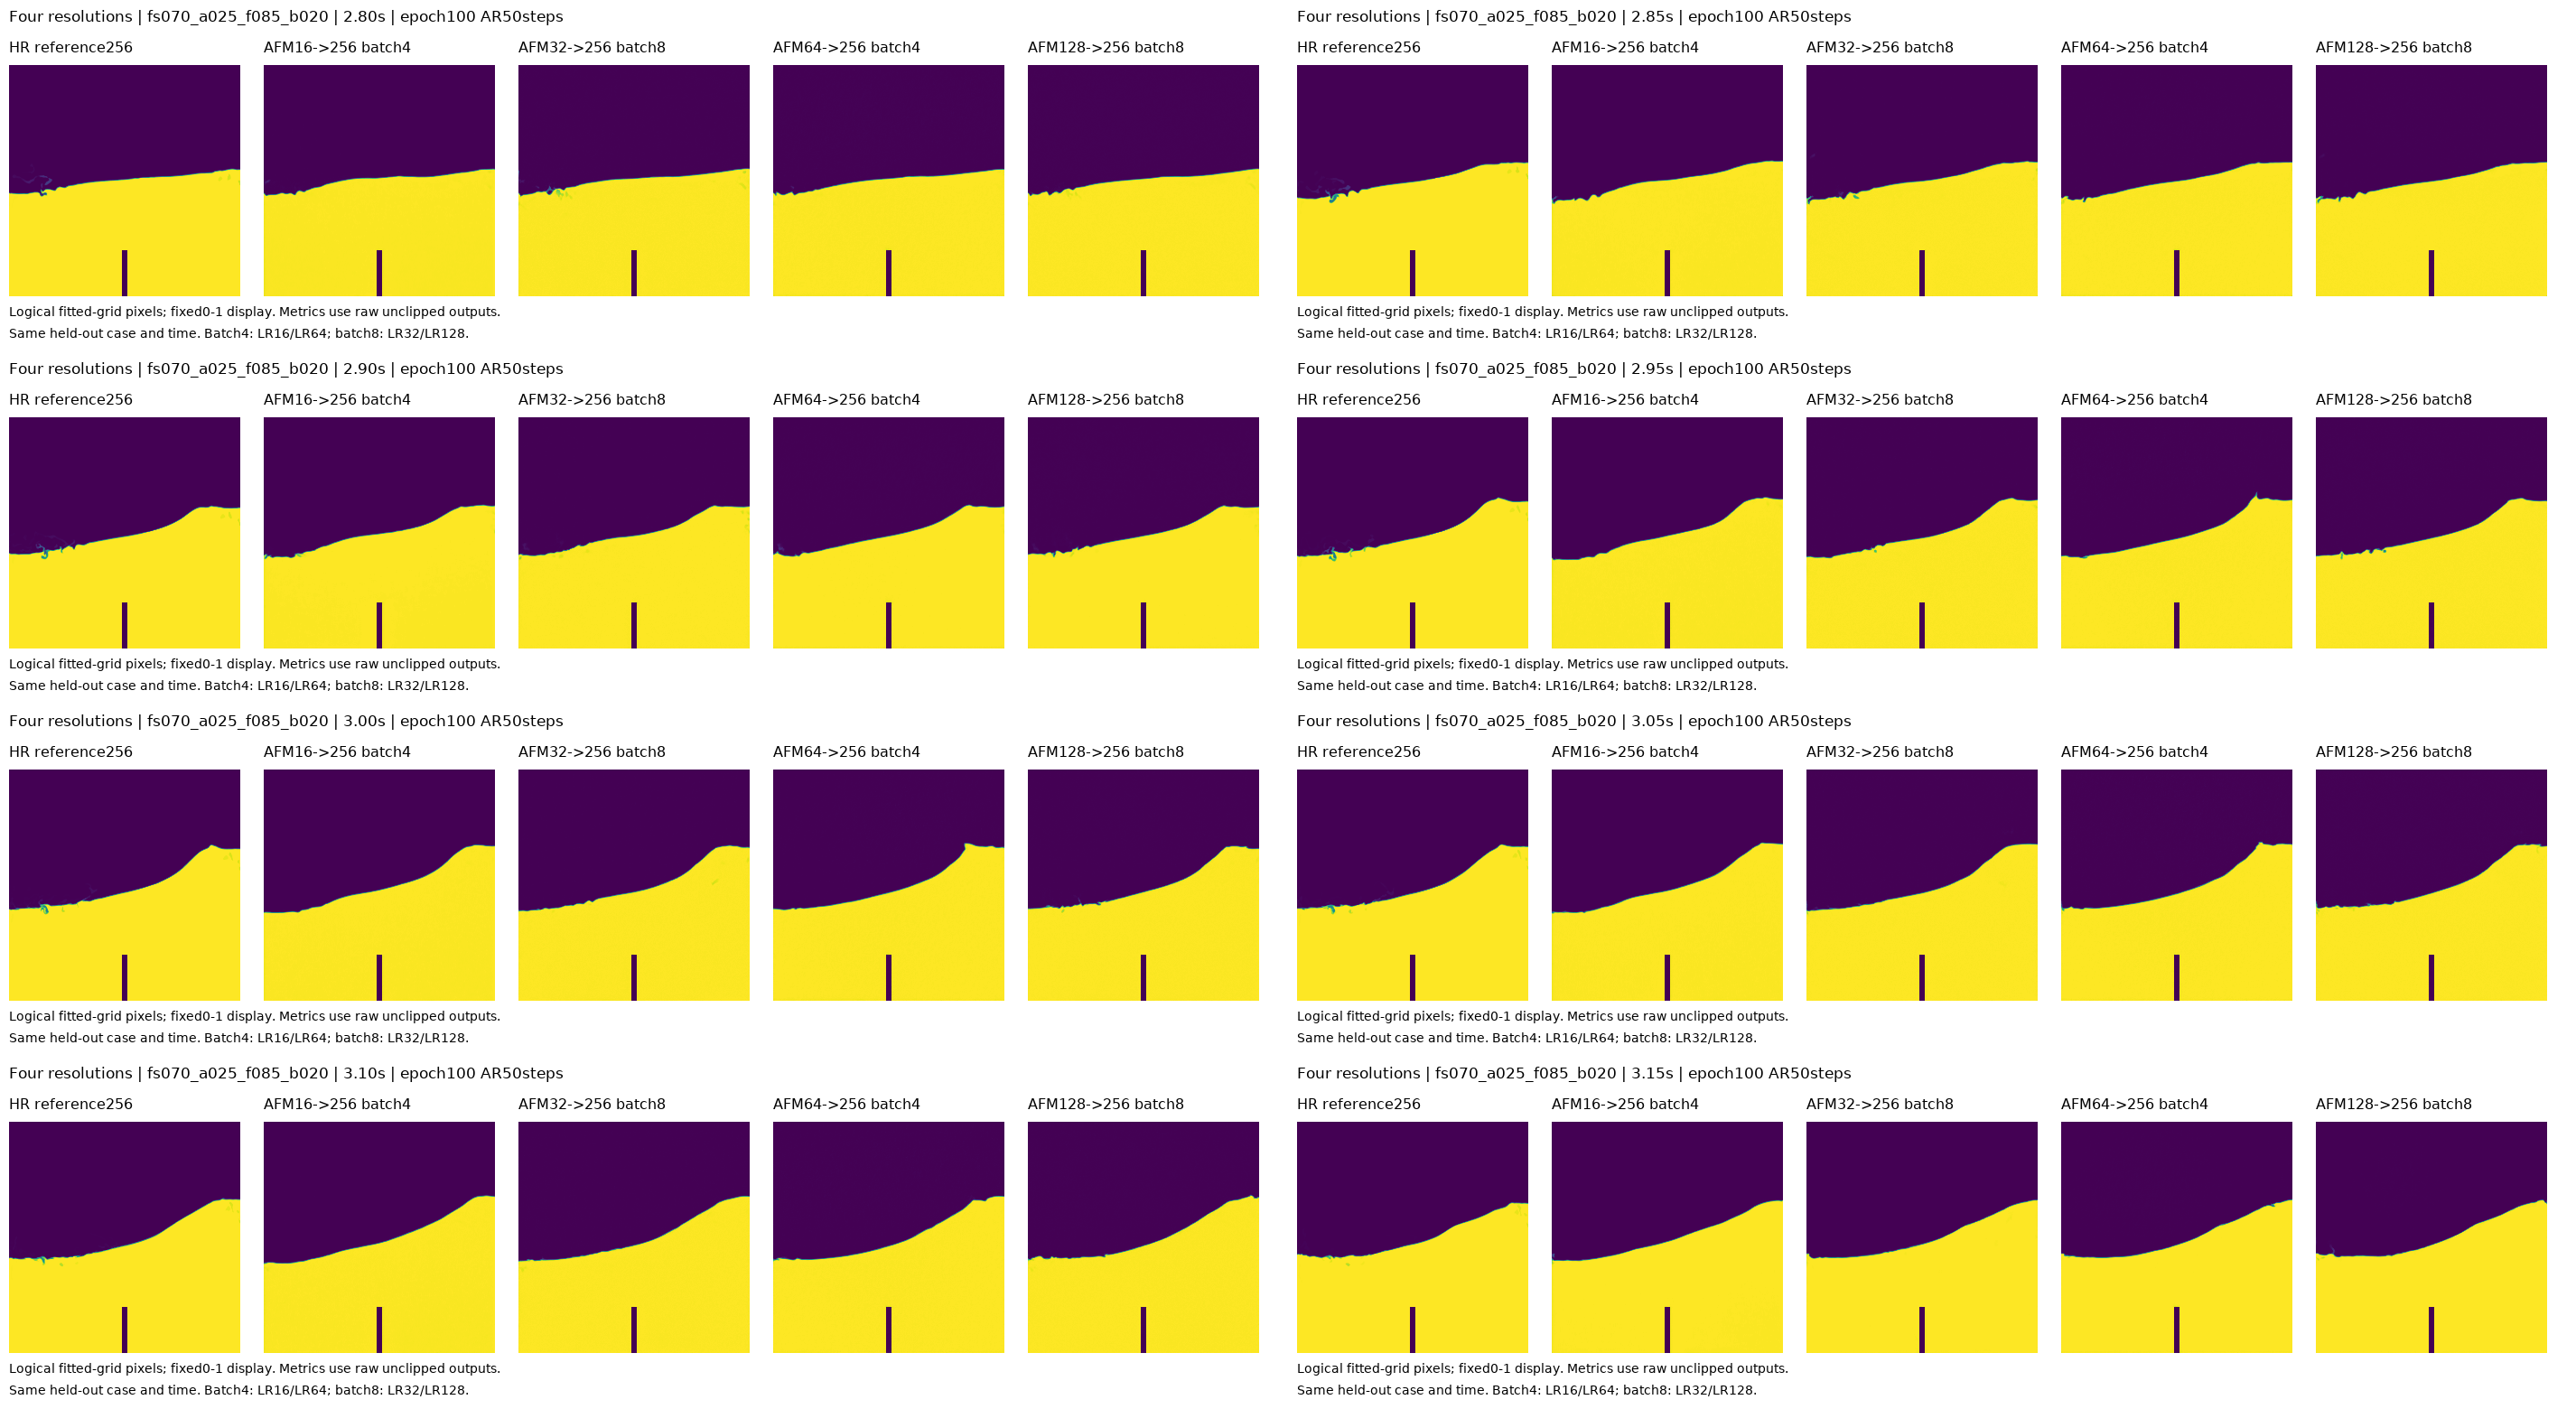 Four resolutions | fs070_a025_f085_b020 | 2.80s | epoch100 AR50steps
HR reference256 AFM16->256 batch4 AFM32->256 batch8 AFM64->256 batch4 AFM128->256 batch8
Logical fitted-grid pixels; fixed0-1 display. Metrics use raw unclipped outputs.
Same held-out case and time. Batch4: LR16/LR64; batch8: LR32/LR128.
Four resolutions | fs070_a025_f085_b020 | 2.85s | epoch100 AR50steps
HR reference256 AFM16->256 batch4 AFM32->256 batch8 AFM64->256 batch4 AFM128->256 batch8
Logical fitted-grid pixels; fixed0-1 display. Metrics use raw unclipped outputs.
Same held-out case and time. Batch4: LR16/LR64; batch8: LR32/LR128.
Four resolutions | fs070_a025_f085_b020 | 2.90s | epoch100 AR50steps
HR reference256 AFM16->256 batch4 AFM32->256 batch8 AFM64->256 batch4 AFM128->256 batch8
Logical fitted-grid pixels; fixed0-1 display. Metrics use raw unclipped outputs.
Same held-out case and time. Batch4: LR16/LR64; batch8: LR32/LR128.
Four resolutions | fs070_a025_f085_b020 | 2.95s | epoch100 AR50steps
HR reference256 AFM16->256 batch4 AFM32->256 batch8 AFM64->256 batch4 AFM128->256 batch8
Logical fitted-grid pixels; fixed0-1 display. Metrics use raw unclipped outputs.
Same held-out case and time. Batch4: LR16/LR64; batch8: LR32/LR128.
Four resolutions | fs070_a025_f085_b020 | 3.00s | epoch100 AR50steps
HR reference256 AFM16->256 batch4 AFM32->256 batch8 AFM64->256 batch4 AFM128->256 batch8
Logical fitted-grid pixels; fixed0-1 display. Metrics use raw unclipped outputs.
Same held-out case and time. Batch4: LR16/LR64; batch8: LR32/LR128.
Four resolutions | fs070_a025_f085_b020 | 3.05s | epoch100 AR50steps
HR reference256 AFM16->256 batch4 AFM32->256 batch8 AFM64->256 batch4 AFM128->256 batch8
Logical fitted-grid pixels; fixed0-1 display. Metrics use raw unclipped outputs.
Same held-out case and time. Batch4: LR16/LR64; batch8: LR32/LR128.
Four resolutions | fs070_a025_f085_b020 | 3.10s | epoch100 AR50steps
HR reference256 AFM16->256 batch4 AFM32->256 batch8 AFM64->256 batch4 AFM128->256 batch8
Logical fitted-grid pixels; fixed0-1 display. Metrics use raw unclipped outputs.
Same held-out case and time. Batch4: LR16/LR64; batch8: LR32/LR128.
Four resolutions | fs070_a025_f085_b020 | 3.15s | epoch100 AR50steps
HR reference256 AFM16->256 batch4 AFM32->256 batch8 AFM64->256 batch4 AFM128->256 batch8
Logical fitted-grid pixels; fixed0-1 display. Metrics use raw unclipped outputs.
Same held-out case and time. Batch4: LR16/LR64; batch8: LR32/LR128.